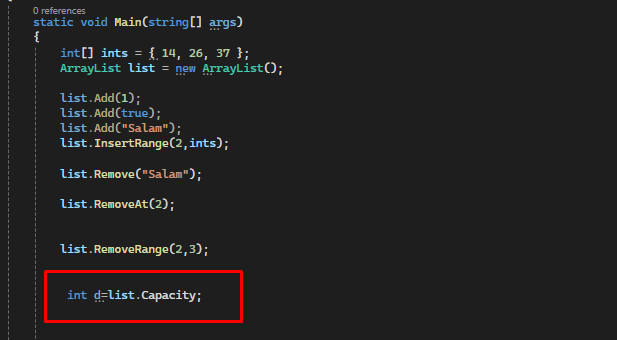 0 references
static void Main(string[] args)
{
int[] ints = { 14, 26, 37 };
ArrayList list = new ArrayList();
list.Add(1);
list.Add(true);
list.Add("Salam");
list.InsertRange(2,ints);
list.Remove("Salam");
list.RemoveAt(2);
list.RemoveRange(2,3);
int d=list.Capacity;